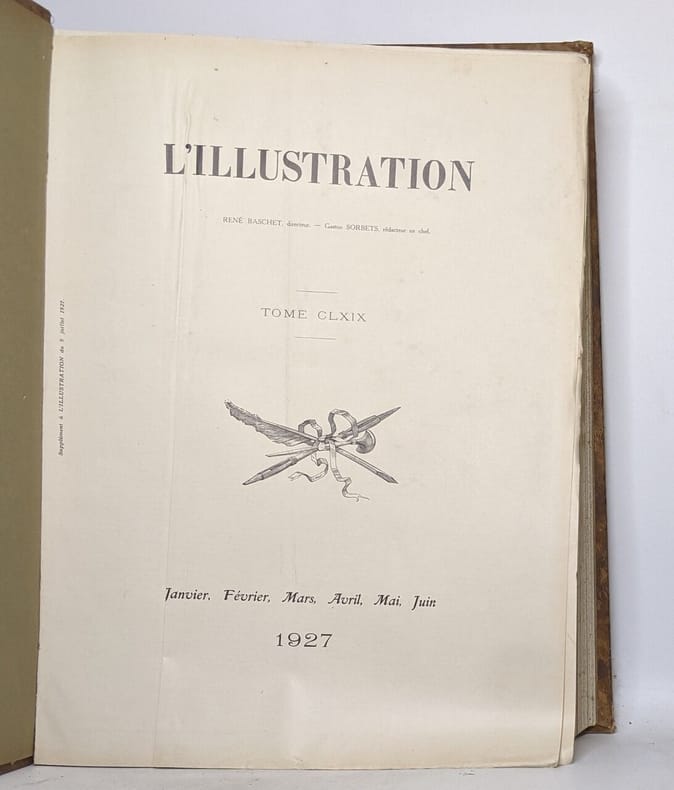 L'ILLUSTRATION
RENÉ BASCHET, directeur. — Gaston SORBETS, rédacteur en chef.
TOME CLXIX
Supplément à L'ILLUSTRATION du 9 juillet 1927.
Janvier, Février, Mars, Avril, Mai, Juin
1927